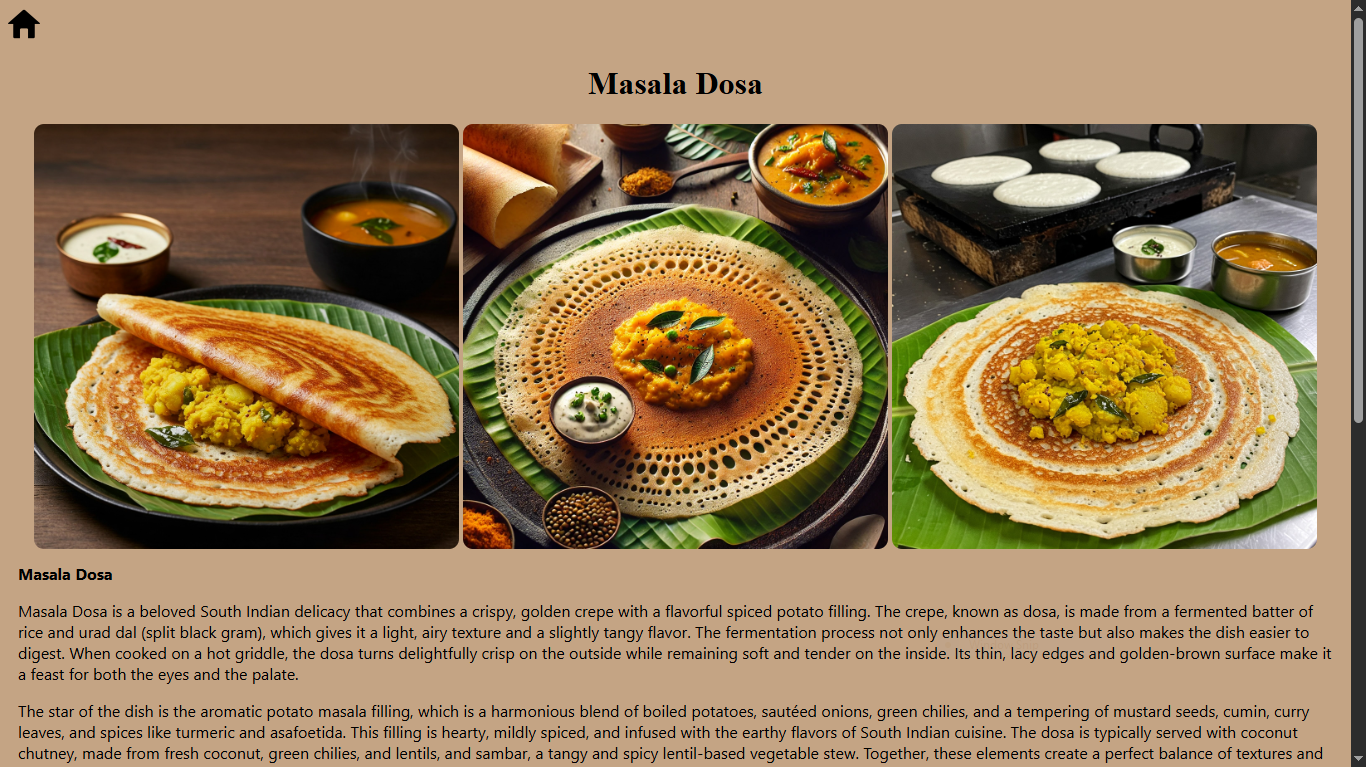 Masala Dosa
Masala Dosa
Masala Dosa is a beloved South Indian delicacy that combines a crispy, golden crepe with a flavorful spiced potato filling. The crepe, known as dosa, is made from a fermented batter of
rice and urad dal (split black gram), which gives it a light, airy texture and a slightly tangy flavor. The fermentation process not only enhances the taste but also makes the dish easier to
digest. When cooked on a hot griddle, the dosa turns delightfully crisp on the outside while remaining soft and tender on the inside. Its thin, lacy edges and golden-brown surface make it
a feast for both the eyes and the palate.
The star of the dish is the aromatic potato masala filling, which is a harmonious blend of boiled potatoes, sautéed onions, green chilies, and a tempering of mustard seeds, cumin, curry
leaves, and spices like turmeric and asafoetida. This filling is hearty, mildly spiced, and infused with the earthy flavors of South Indian cuisine. The dosa is typically served with coconut
chutney, made from fresh coconut, green chilies, and lentils, and sambar, a tangy and spicy lentil-based vegetable stew. Together, these elements create a perfect balance of textures and